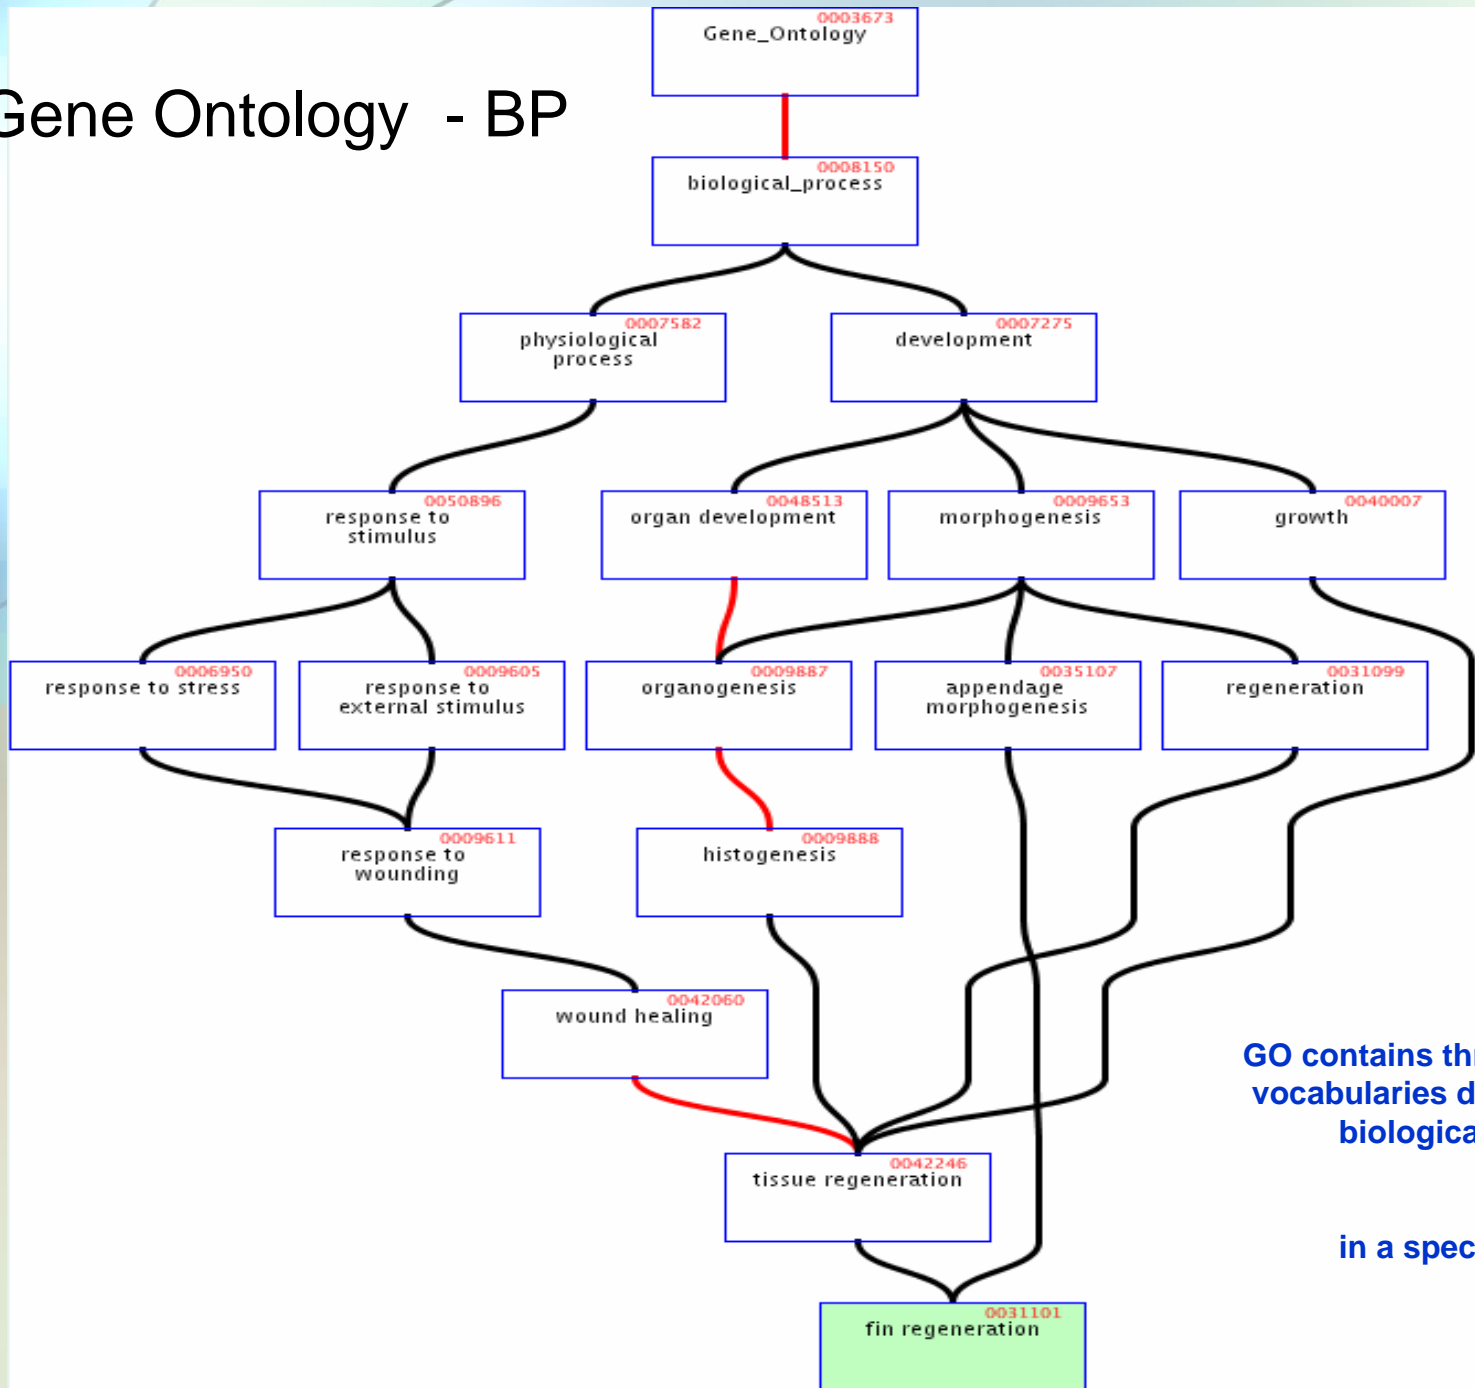 0003673
Gene_Ontology
Gene Ontology - BP
0008150
biological_process
0007582
physiological
process
0007275
development
0050896
response to
stimulus
0048513
organ development
0009653
morphogenesis
0040007
growth
0006950
response to stress
0009605
response to
external stimulus
0009887
organogenesis
0035107
appendage
morphogenesis
0031099
regeneration
0009611
response to
wounding
0009888
histogenesis
0042060
wound healing
GO contains
vocabularies
0042246
tissue regeneration
in a
0031101
fin regeneration